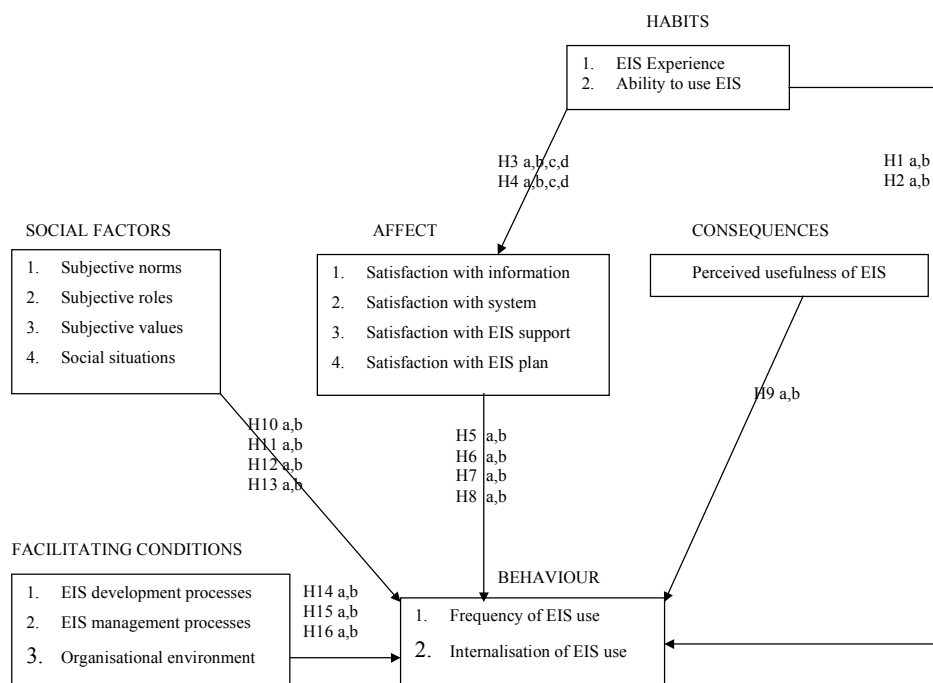 HABITS
1. EIS Experience
2. Ability to use EIS
H3 a,b,c,d
H4 a,b,c,d
H1 a,b
H2 a,b
SOCIAL FACTORS
1. Subjective norms
2. Subjective roles
3. Subjective values
4. Social situations
AFFECT
1. Satisfaction with information
2. Satisfaction with system
3. Satisfaction with EIS support
4. Satisfaction with EIS plan
CONSEQUENCES
Perceived usefulness of EIS
H9 a,b
H10 a,b
H11 a,b
H12 a,b
H13 a,b
H5 a,b
H6 a,b
H7 a,b
H8 a,b
FACILITATING CONDITIONS
1. EIS development processes
2. EIS management processes
3. Organisational environment
H14 a,b
H15 a,b
H16 a,b
BEHAVIOUR
1. Frequency of EIS use
2. Internalisation of EIS use